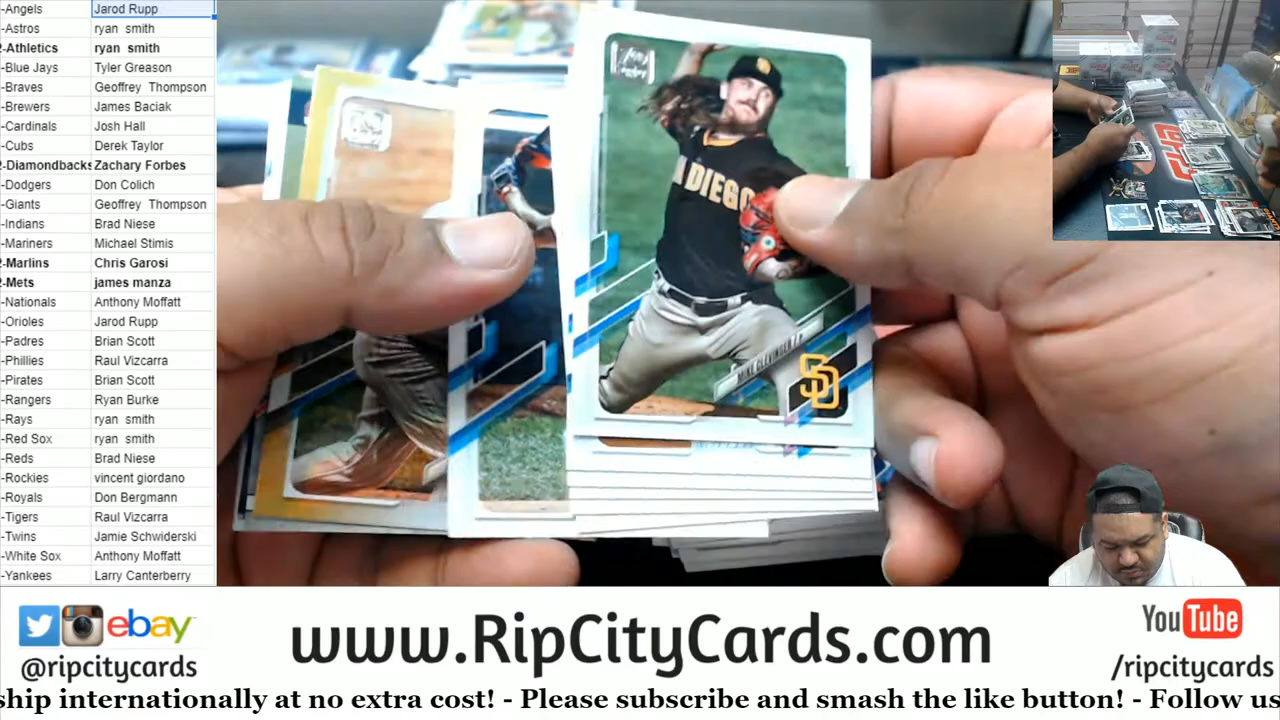 -Angels Jarod Rupp
-Astros ryan smith
-Athletics ryan smith
-Blue Jays Tyler Greason
-Braves Geoffrey Thompson
-Brewers James Baciak
-Cardinals Josh Hall
-Cubs Derek Taylor
-Diamondbacks Zachary Forbes
-Dodgers Don Colich
-Giants Geoffrey Thompson
-Indians Brad Niese
-Mariners Michael Stimis
-Marlins Chris Garosi
-Mets james manza
-Nationals Anthony Moffatt
-Orioles Jarod Rupp
-Padres Brian Scott
-Phillies Raul Vizcarra
-Pirates Brian Scott
-Rangers Ryan Burke
-Rays ryan smith
-Red Sox ryan smith
-Reds Brad Niese
-Rockies vincent giordano
-Royals Don Bergmann
-Tigers Raul Vizcarra
-Twins Jamie Schwiderski
-White Sox Anthony Moffatt
-Yankees Larry Canterbery
SAN DIEGO
MIKE CLEVINGER
SD
ebay
@ripcitycards
www.RipCityCards.com
YouTube
/ripcitycards
ship internationally at no extra cost! - Please subscribe and smash the like button! - Follow us